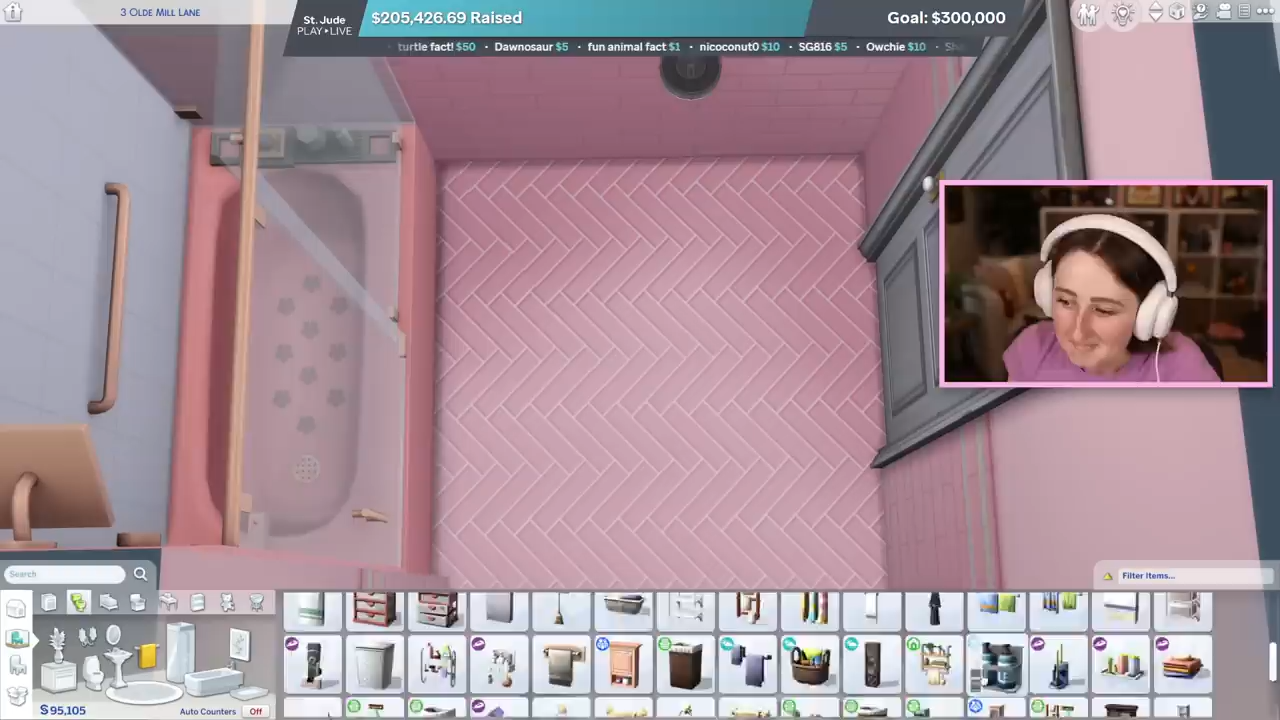 3 OLDE MILL LANE
St. Jude
PLAY LIVE
$205,426.69 Raised
Goal: $300,000
turtle fact! $50 • Dawnosaur $5 • fun animal fact $1 • nicoconut0 $10 • SG816 $5 • Owchie $10 •
Search
Filter Items...
$95,105
Auto Counters
Off